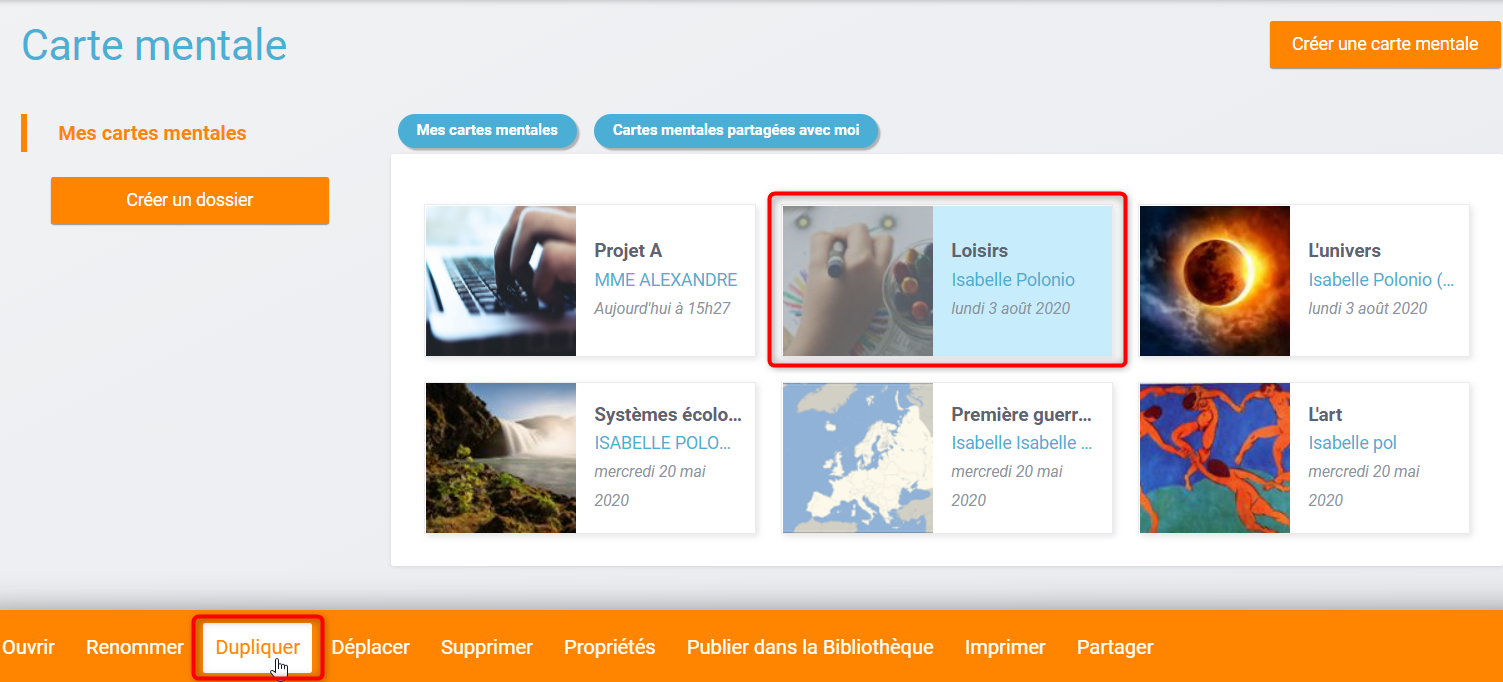 Carte mentale
Créer une carte mentale
Mes cartes mentales
Créer un dossier
Mes cartes mentales
Cartes mentales partagées avec moi
Projet A
MME ALEXANDRE
Aujourd'hui à 15h27
Loisirs
Isabelle Polonio
lundi 3 août 2020
L'univers
Isabelle Polonio (...
lundi 3 août 2020
Systèmes écolo...
ISABELLE POLO...
mercredi 20 mai
2020
Première guerr...
Isabelle Isabelle ...
mercredi 20 mai
2020
L'art
Isabelle pol
mercredi 20 mai
2020
Ouvrir Renommer Dupliquer Déplacer Supprimer Propriétés Publier dans la Bibliothèque Imprimer Partager